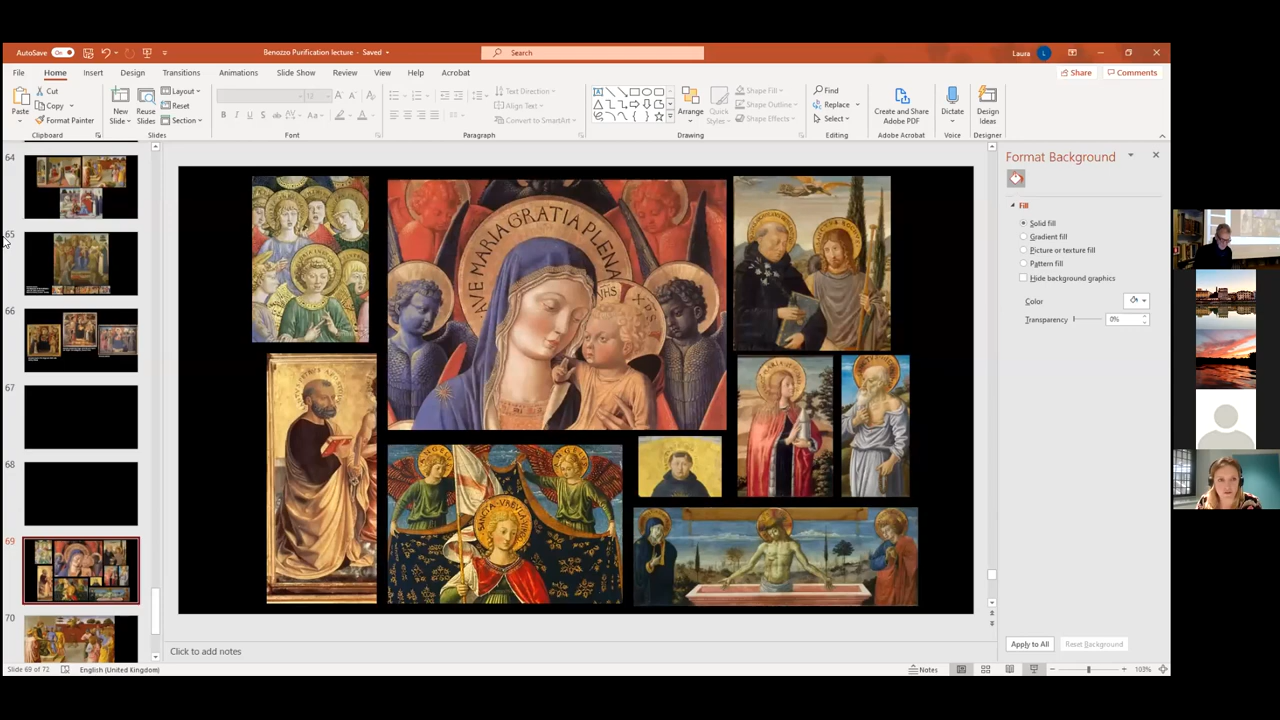 AutoSave On
Benozzo Purification lecture - Saved
Search
Laura L
File Home Insert Design Transitions Animations Slide Show Review View Help Acrobat
Share Comments
Paste
Cut
Copy
Format Painter
Clipboard
New Slide
Reuse Slides
Layout
Reset
Section
Slides
12
B I U S
Aa
Font
Text Direction
Align Text
Convert to SmartArt
Paragraph
Arrange
Quick Styles
Shape Fill
Shape Outline
Shape Effects
Drawing
Find
Replace
Select
Editing
Create and Share Adobe PDF
Adobe Acrobat
Dictate
Voice
Design Ideas
Designer
64
65
66
67
68
69
70
AVE MARIA GRATIA PLENA
YHS XPS
Format Background
Fill
Solid fill
Gradient fill
Picture or texture fill
Pattern fill
Hide background graphics
Color
Transparency 0%
Apply to All Reset Background
Click to add notes
Slide 69 of 72 English (United Kingdom)
Notes 103%